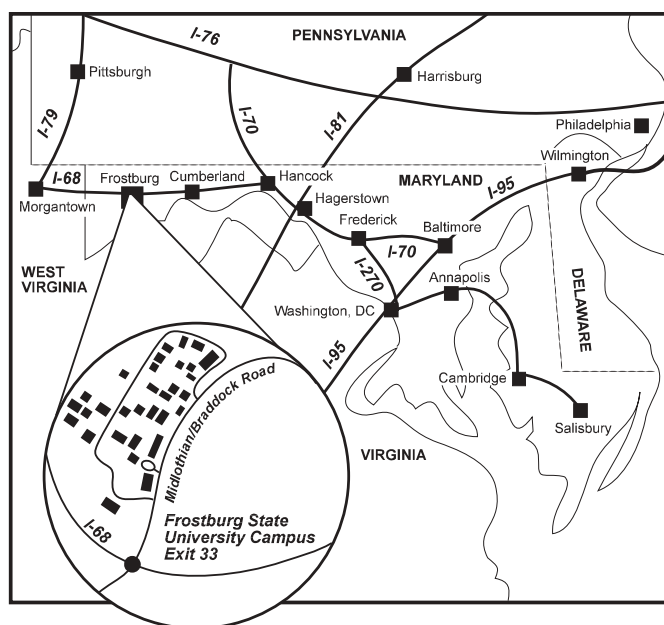 I-76
PENNSYLVANIA
Pittsburgh
Harrisburg
I-79
I-70
I-81
Philadelphia
Wilmington
I-68
Frostburg
Cumberland
Hancock
MARYLAND
I-95
Morgantown
Hagerstown
Frederick
Baltimore
I-70
WEST
VIRGINIA
I-270
Annapolis
DELAWARE
Washington, DC
I-95
Cambridge
Salisbury
VIRGINIA
Midlothian/Braddock Road
I-68
Frostburg State
University Campus
Exit 33